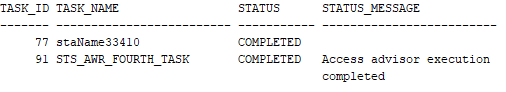 TASK_ID TASK_NAME                 STATUS      STATUS_MESSAGE
------- ------------------------- ----------- -------------------------
     77 staName33410              COMPLETED
     91 STS_AWR_FOURTH_TASK       COMPLETED   Access advisor execution
                                              completed